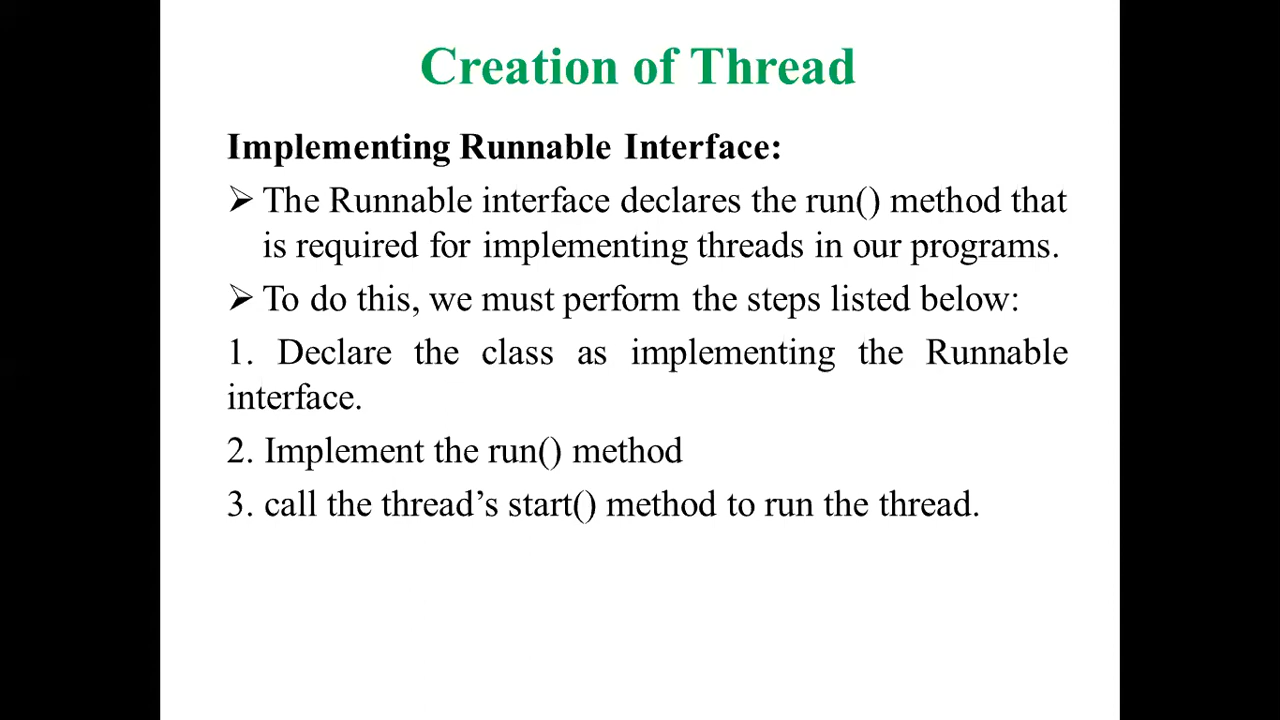 Creation of Thread
Implementing Runnable Interface:
➢ The Runnable interface declares the run() method that
is required for implementing threads in our programs.
➢ To do this, we must perform the steps listed below:
1. Declare the class as implementing the Runnable
interface.
2. Implement the run() method
3. call the thread’s start() method to run the thread.